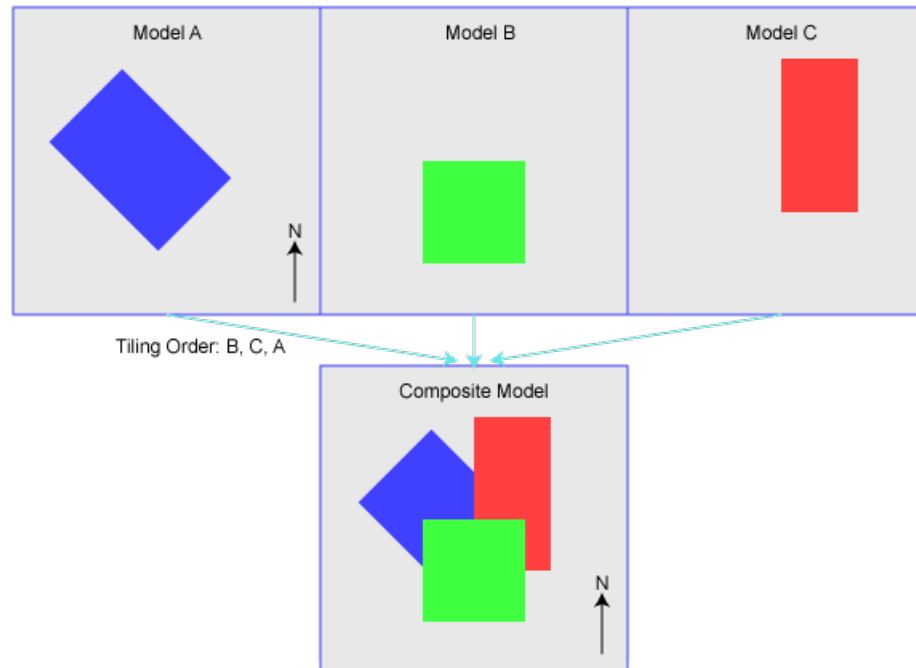 Model A
Model B
Model C
N
Tiling Order: B, C, A
Composite Model
N